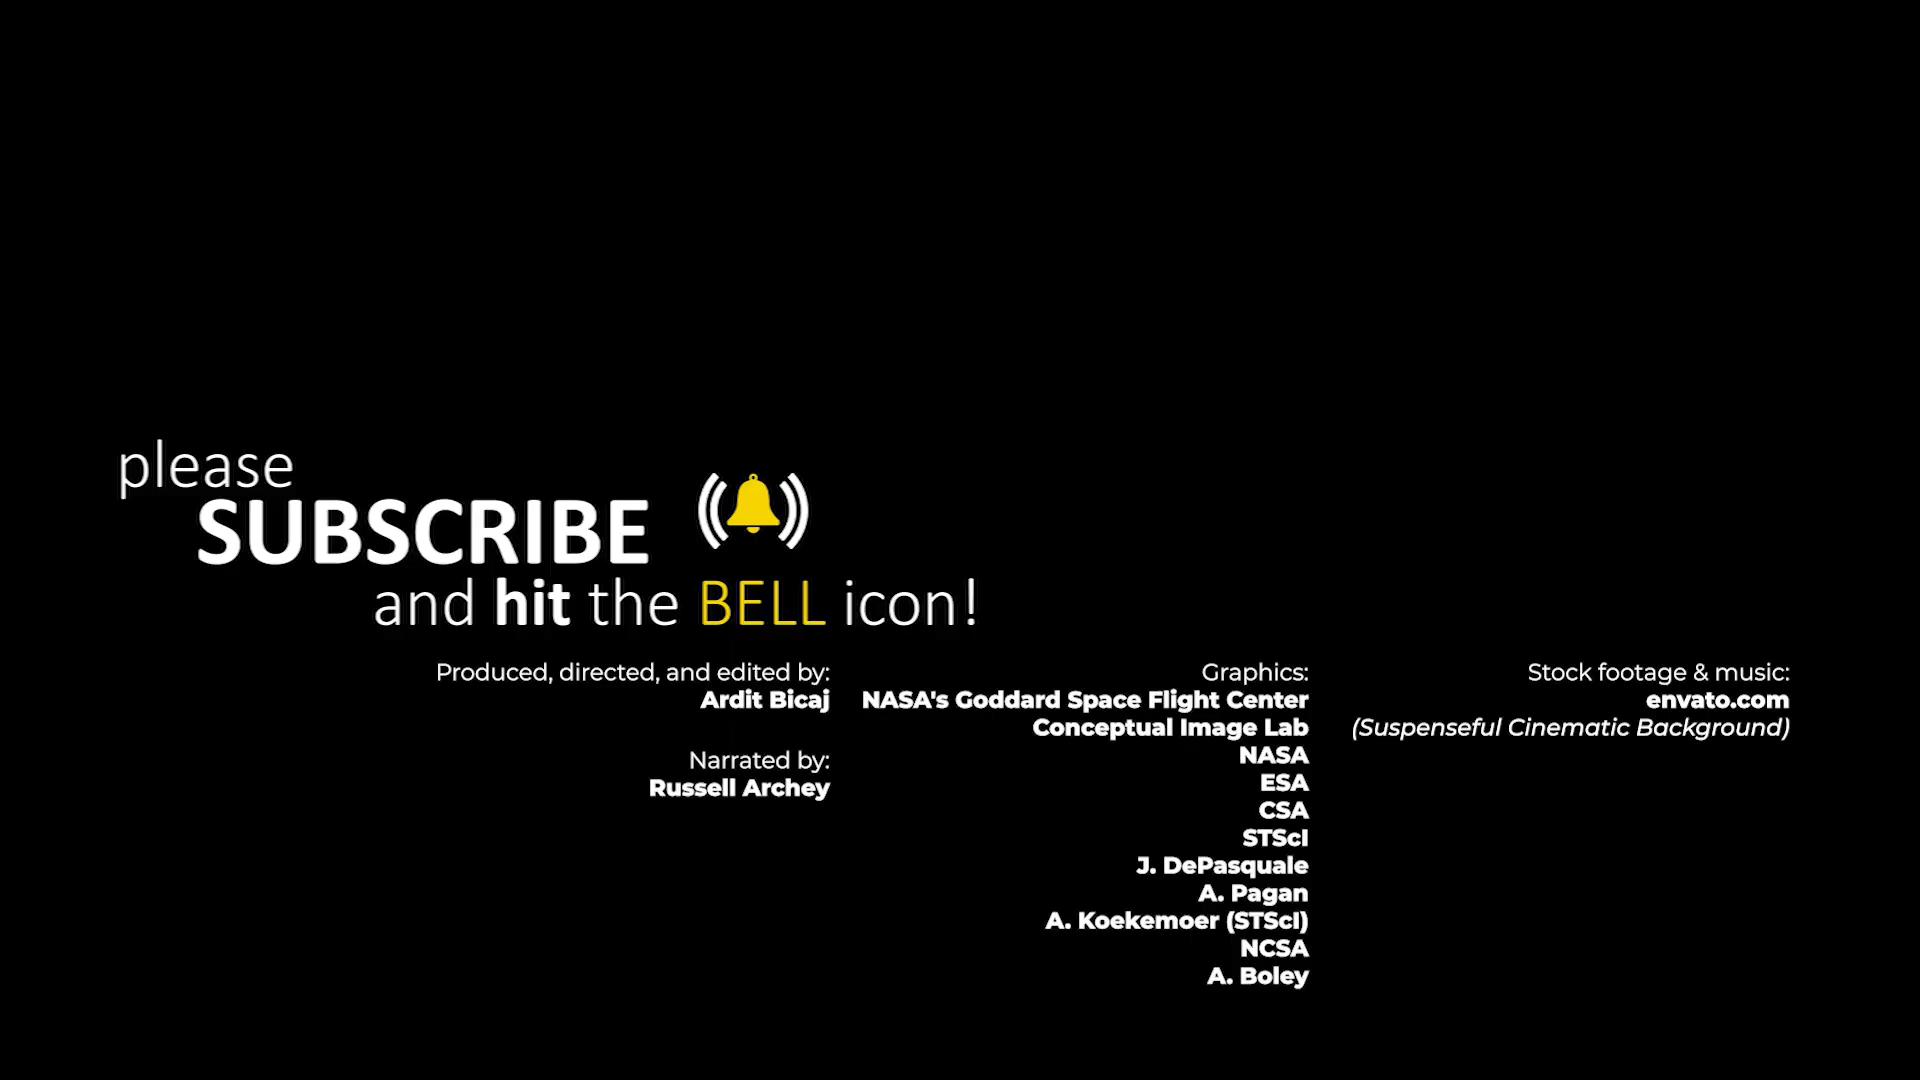 please
SUBSCRIBE
and hit the BELL icon!
Produced, directed, and edited by:
Ardit Bicaj
Narrated by:
Russell Archey
Graphics:
NASA's Goddard Space Flight Center
Conceptual Image Lab
NASA
ESA
CSA
STScI
J. DePasquale
A. Pagan
A. Koekemoer (STScI)
NCSA
A. Boley
Stock footage & music:
envato.com
(Suspenseful Cinematic Background)